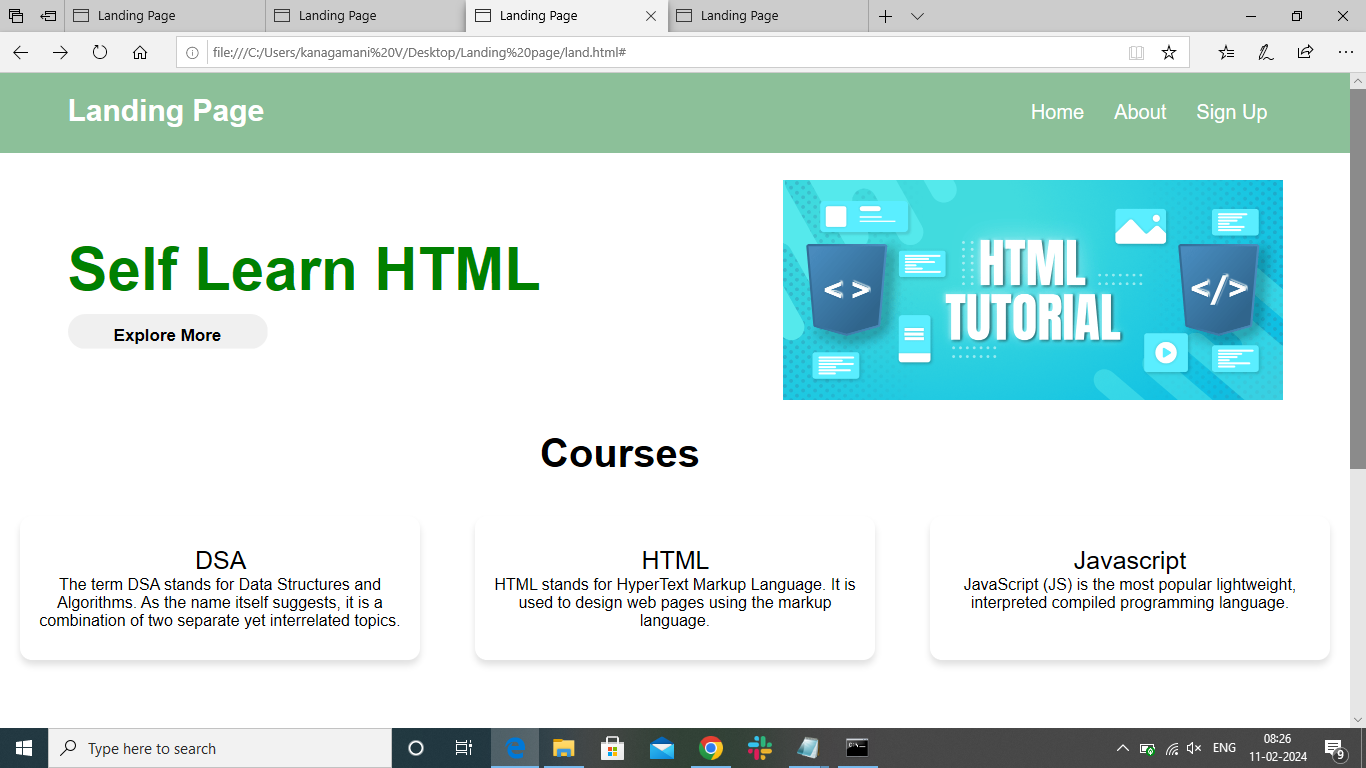 Landing Page
Landing Page
Landing Page
Landing Page
file:///C:/Users/kanagamani%20V/Desktop/Landing%20page/land.html#
Landing Page
Home About Sign Up
Self Learn HTML
Explore More
< >
HTML
TUTORIAL
</>
Courses
DSA
The term DSA stands for Data Structures and
Algorithms. As the name itself suggests, it is a
combination of two separate yet interrelated topics.
HTML
HTML stands for HyperText Markup Language. It is
used to design web pages using the markup
language.
Javascript
JavaScript (JS) is the most popular lightweight,
interpreted compiled programming language.
Type here to search
ENG
08:26
11-02-2024
9